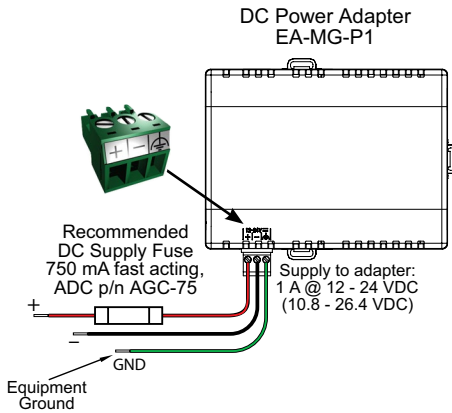 DC Power Adapter
EA-MG-P1
+ −
Recommended
DC Supply Fuse
750 mA fast acting,
ADC p/n AGC-75
+ −
Supply to adapter:
1 A @ 12 - 24 VDC
(10.8 - 26.4 VDC)
+
−
GND
Equipment
Ground